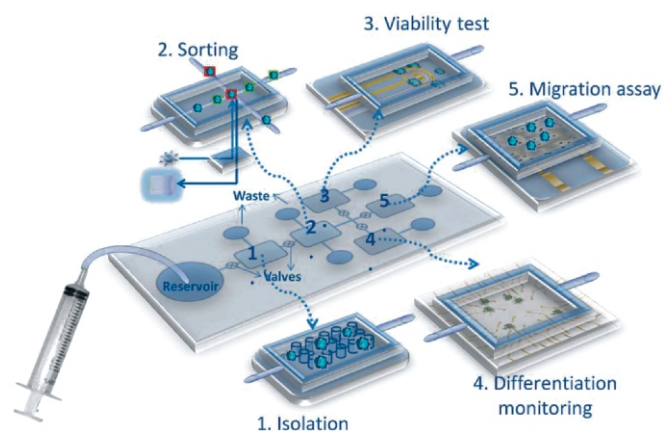 3. Viability test
2. Sorting
5. Migration assay
Waste
3
5
2
4
1
Valves
Reservoir
4. Differentiation
monitoring
1. Isolation